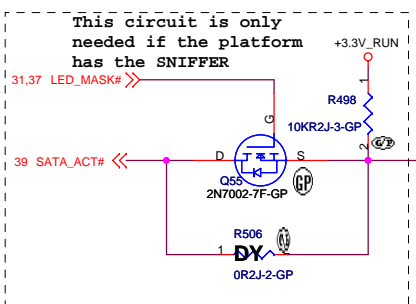 This circuit is only
needed if the platform
has the SNIFFER
+3.3V_RUN
31,37 LED_MASK#
1
R498
10KR2J-3-GP
G
2
G/P
39 SATA_ACT#
D
S
Q55
GP
2N7002-7F-GP
R506
1
DY
0R2J-2-GP